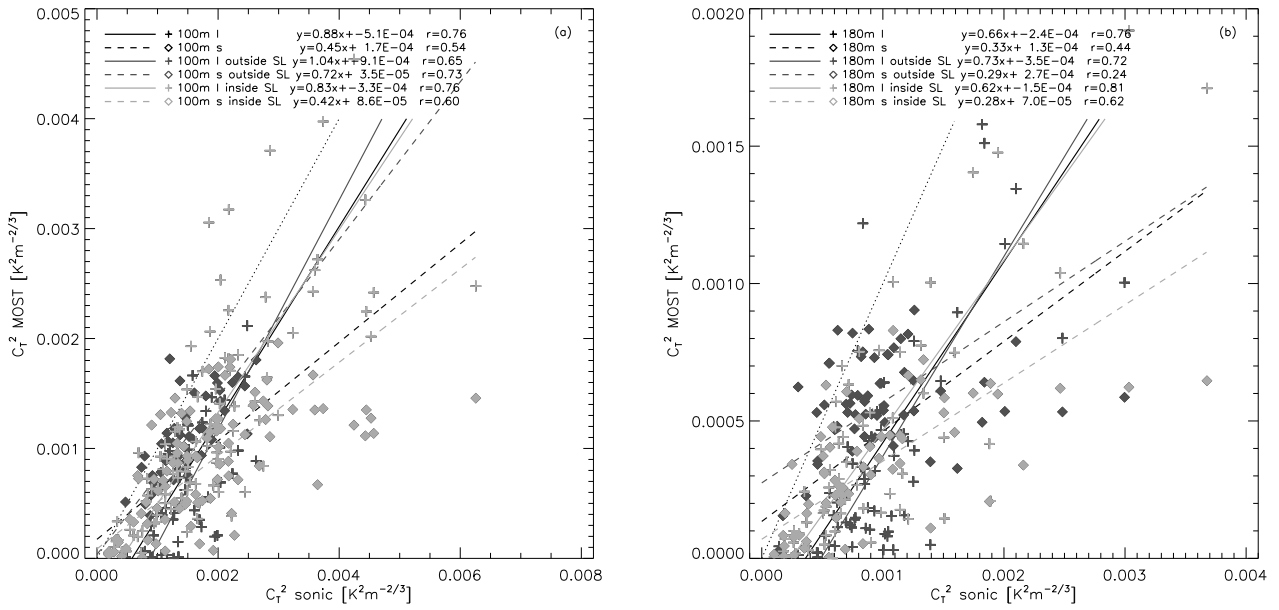 0.005
0.004
0.003
0.002
0.001
0.000
C_T^2 MOST [K^2m^-2/3]
(a)
100m l y=0.88x+-5.1E-04 r=0.76
100m s y=0.45x+ 1.7E-04 r=0.54
100m l outside SL y=1.04x+-9.1E-04 r=0.65
100m s outside SL y=0.72x+ 3.5E-05 r=0.73
100m l inside SL y=0.83x+-3.3E-04 r=0.76
100m s inside SL y=0.42x+ 8.6E-05 r=0.60
0.000 0.002 0.004 0.006 0.008
C_T^2 sonic [K^2m^-2/3]
0.0020
0.0015
0.0010
0.0005
0.0000
C_T^2 MOST [K^2m^-2/3]
(b)
180m l y=0.66x+-2.4E-04 r=0.76
180m s y=0.33x+ 1.3E-04 r=0.44
180m l outside SL y=0.73x+-3.5E-04 r=0.72
180m s outside SL y=0.29x+ 2.7E-04 r=0.24
180m l inside SL y=0.62x+-1.5E-04 r=0.81
180m s inside SL y=0.28x+ 7.0E-05 r=0.62
0.000 0.001 0.002 0.003 0.004
C_T^2 sonic [K^2m^-2/3]